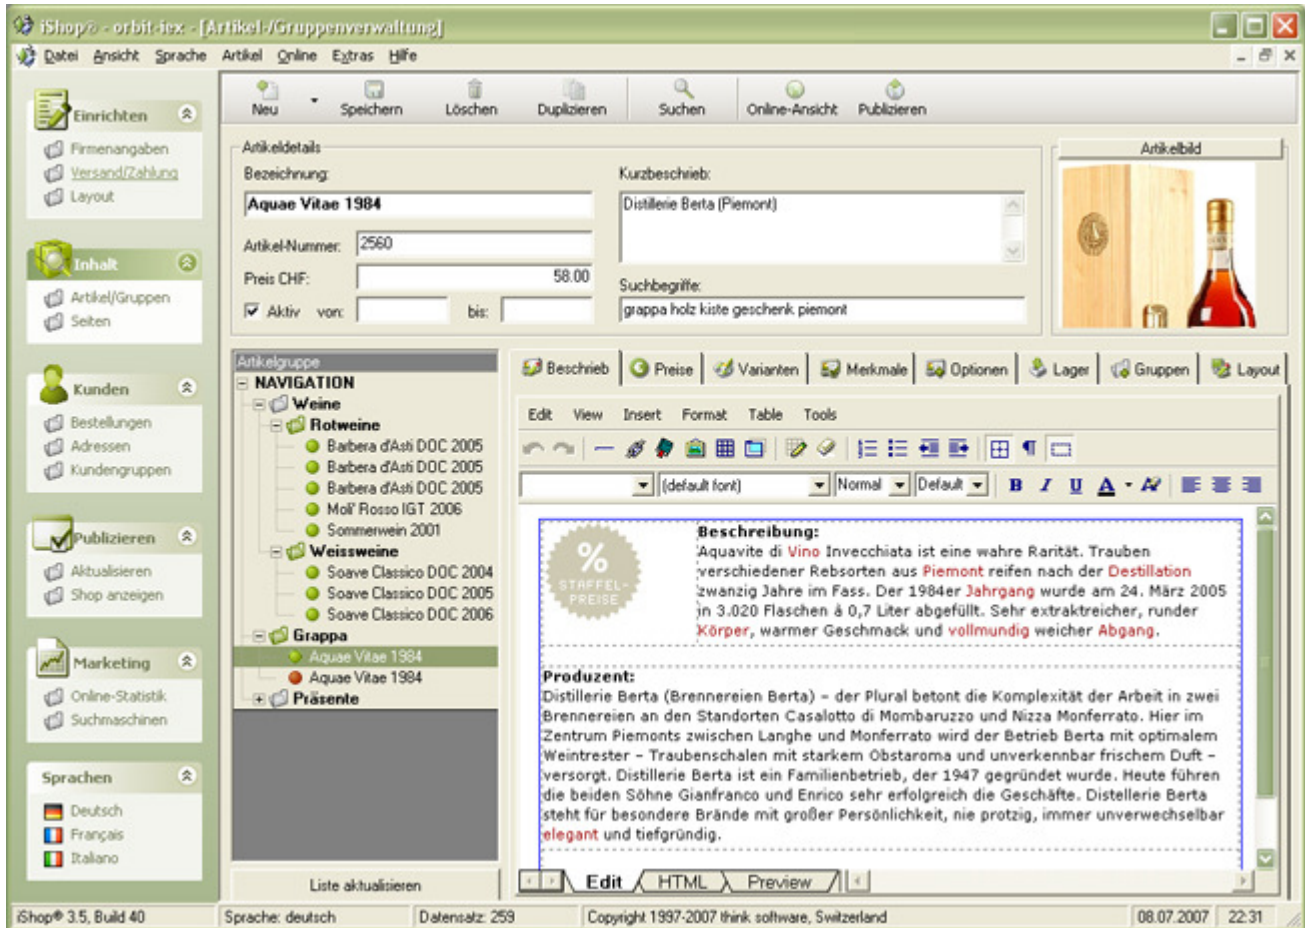 iShop® - orbit-iex - [Artikel-/Gruppenverwaltung]
Datei Ansicht Sprache Artikel Online Extras Hilfe
Neu Speichern Löschen Duplizieren Suchen Online-Ansicht Publizieren
Einrichten
Firmenangaben
Versand/Zahlung
Layout
Inhalt
Artikel/Gruppen
Seiten
Kunden
Bestellungen
Adressen
Kundengruppen
Publizieren
Aktualisieren
Shop anzeigen
Marketing
Online-Statistik
Suchmaschinen
Sprachen
Deutsch
Français
Italiano
Artikeldetails
Bezeichnung:
Aquae Vitae 1984
Artikel-Nummer: 2560
Preis CHF: 58.00
Aktiv von: bis:
Kurzbeschrieb:
Distillerie Berta (Piemont)
Suchbegriffe:
grappa holz kiste geschenk piemont
Artikelbild
Artikelgruppe
NAVIGATION
Weine
Rotweine
Barbera d'Asti DOC 2005
Barbera d'Asti DOC 2005
Barbera d'Asti DOC 2005
Moli' Rosso IGT 2006
Sommerwein 2001
Weissweine
Soave Classico DOC 2004
Soave Classico DOC 2005
Soave Classico DOC 2006
Grappa
Aquae Vitae 1984
Aquae Vitae 1984
Präsente
Liste aktualisieren
Beschrieb Preise Varianten Merkmale Optionen Lager Gruppen Layout
Edit View Insert Format Table Tools
(default font) Normal Default B I U A
% STAFFEL-
PREISE
Beschreibung:
Aquavite di Vino Invecchiata ist eine wahre Rarität. Trauben
verschiedener Rebsorten aus Piemont reifen nach der Destillation
zwanzig Jahre im Fass. Der 1984er Jahrgang wurde am 24. März 2005
in 3.020 Flaschen á 0,7 Liter abgefüllt. Sehr extraktreicher, runder
Körper, warmer Geschmack und vollmundig weicher Abgang.
Produzent:
Distillerie Berta (Brennereien Berta) – der Plural betont die Komplexität der Arbeit in zwei
Brennereien an den Standorten Casalotto di Mombaruzzo und Nizza Monferrato. Hier im
Zentrum Piemonts zwischen Langhe und Monferrato wird der Betrieb Berta mit optimalem
Weintrester – Traubenschalen mit starkem Obstaroma und unverkennbar frischem Duft –
versorgt. Distillerie Berta ist ein Familienbetrieb, der 1947 gegründet wurde. Heute führen
die beiden Söhne Gianfranco und Enrico sehr erfolgreich die Geschäfte. Distellerie Berta
steht für besondere Brände mit großer Persönlichkeit, nie protzig, immer unverwechselbar
elegant und tiefgründig.
Edit HTML Preview
iShop® 3.5, Build 40 Sprache: deutsch Datensatz: 259 Copyright 1997-2007 think software, Switzerland 08.07.2007 22:31